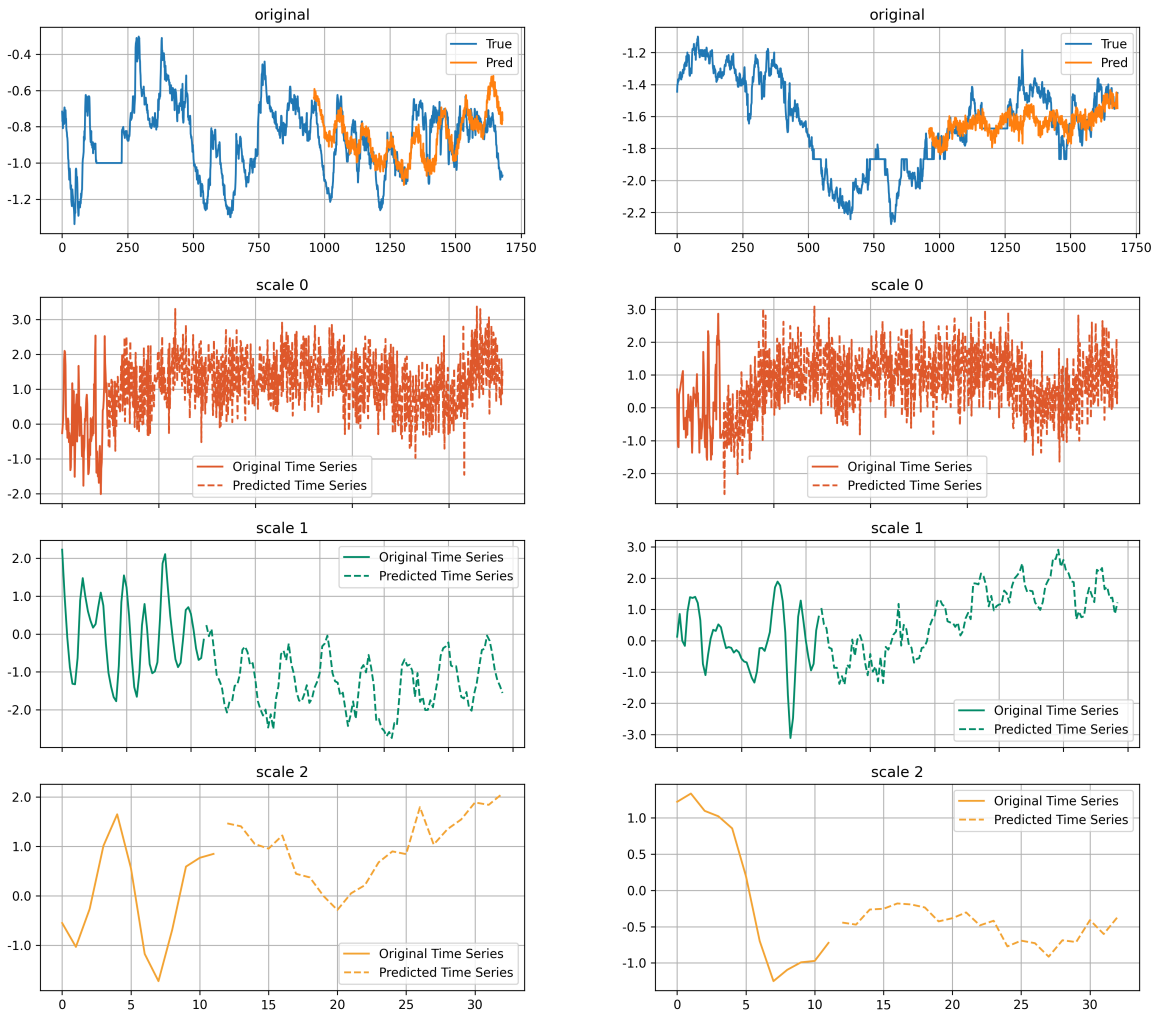 original
True
Pred
-0.4
-0.6
-0.8
-1.0
-1.2
0 250 500 750 1000 1250 1500 1750
original
True
Pred
-1.2
-1.4
-1.6
-1.8
-2.0
-2.2
0 250 500 750 1000 1250 1500 1750
scale 0
3.0
2.0
1.0
0.0
-1.0
-2.0
Original Time Series
Predicted Time Series
scale 0
3.0
2.0
1.0
0.0
-1.0
-2.0
Original Time Series
Predicted Time Series
scale 1
2.0
1.0
0.0
-1.0
-2.0
Original Time Series
Predicted Time Series
scale 1
3.0
2.0
1.0
0.0
-1.0
-2.0
-3.0
Original Time Series
Predicted Time Series
scale 2
2.0
1.0
0.0
-1.0
Original Time Series
Predicted Time Series
0 5 10 15 20 25 30
scale 2
1.0
0.5
0.0
-0.5
-1.0
Original Time Series
Predicted Time Series
0 5 10 15 20 25 30